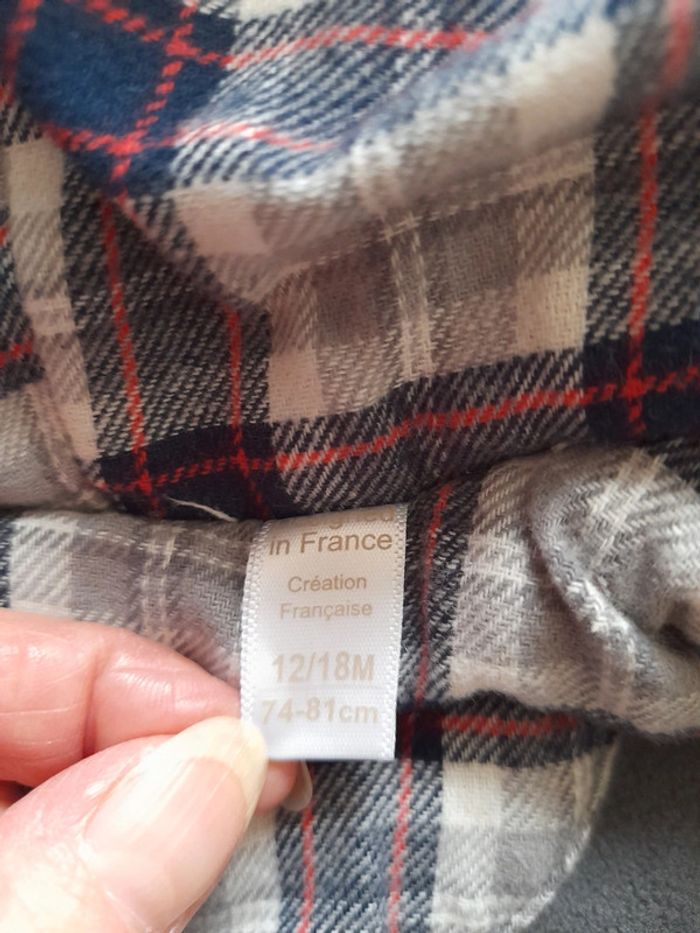 in France
Création
Française
12/18M
74-81cm